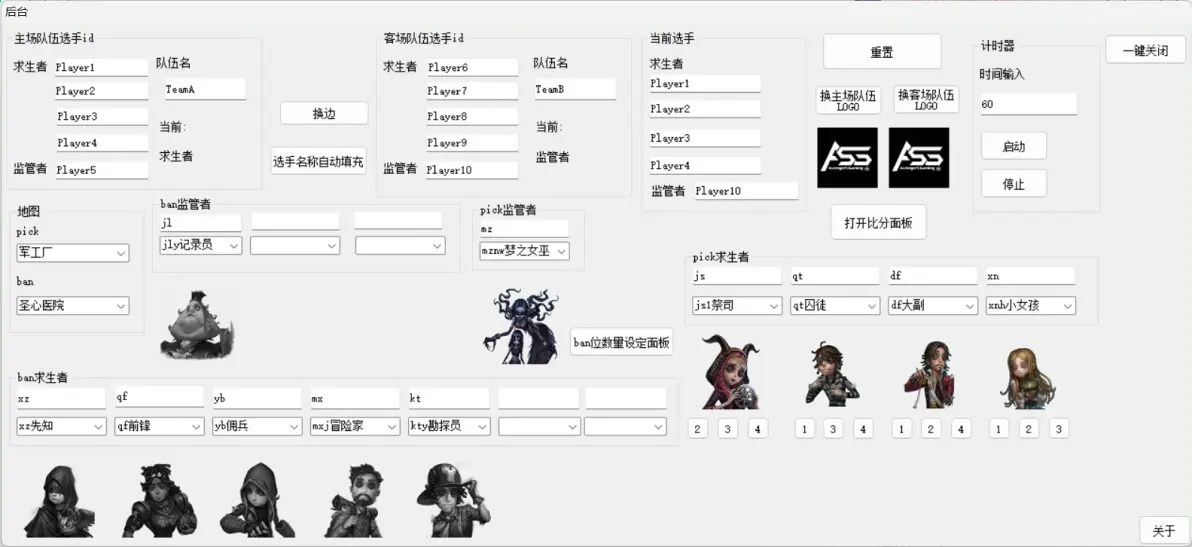 后台
主场队伍选手id
求生者 Player1
Player2
Player3
Player4
监管者 Player5
队伍名
TeamA
当前:
求生者
换边
选手名称自动填充
客场队伍选手id
求生者 Player6
Player7
Player8
Player9
监管者 Player10
队伍名
TeamB
当前:
监管者
当前选手
求生者
Player1
Player2
Player3
Player4
监管者 Player10
重置
换主场队伍
LOGO
换客场队伍
LOGO
打开比分面板
计时器
时间输入
60
启动
停止
一键关闭
地图
pick
军工厂
ban
圣心医院
ban监管者
jl
jly记录员
pick监管者
mz
mznw梦之女巫
ban位数量设定面板
pick求生者
js qt df xn
js1祭司 qt囚徒 df大副 xnh小女孩
2 3 4 1 3 4 1 2 4 1 2 3
ban求生者
xz qf yb mx kt
xz先知 qf前锋 yb佣兵 mxj冒险家 kty勘探员
关于